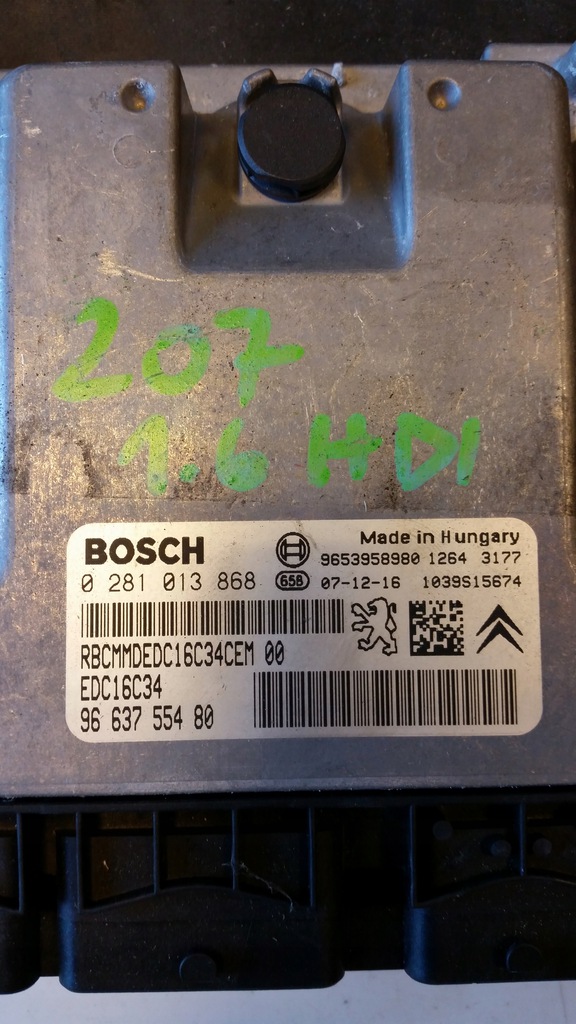 207
1.6 HDI
BOSCH
Made in Hungary
9653958980 1264 3177
0 281 013 868 658 07-12-16 1039S15674
RBCMMDEDC16C34CEM 00
EDC16C34
96 637 554 80